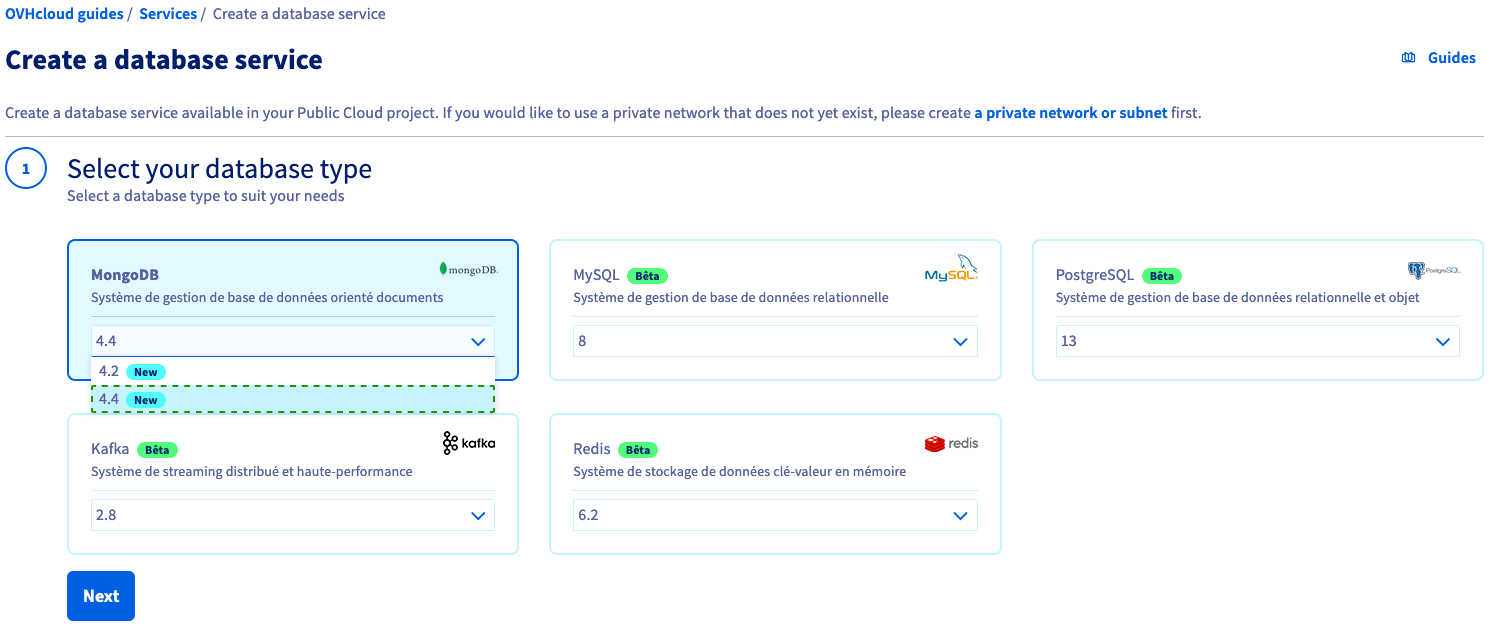 OVHcloud guides / Services / Create a database service
Create a database service
Guides
Create a database service available in your Public Cloud project. If you would like to use a private network that does not yet exist, please create a private network or subnet first.
1
Select your database type
Select a database type to suit your needs
MongoDB
mongoDB.
Système de gestion de base de données orienté documents
4.4
4.2 New
4.4 New
MySQL Bêta
MySQL.
Système de gestion de base de données relationnelle
8
PostgreSQL Bêta
PostgreSQL
Système de gestion de base de données relationnelle et objet
13
Kafka Bêta
kafka
Système de streaming distribué et haute-performance
2.8
Redis Bêta
redis
Système de stockage de données clé-valeur en mémoire
6.2
Next